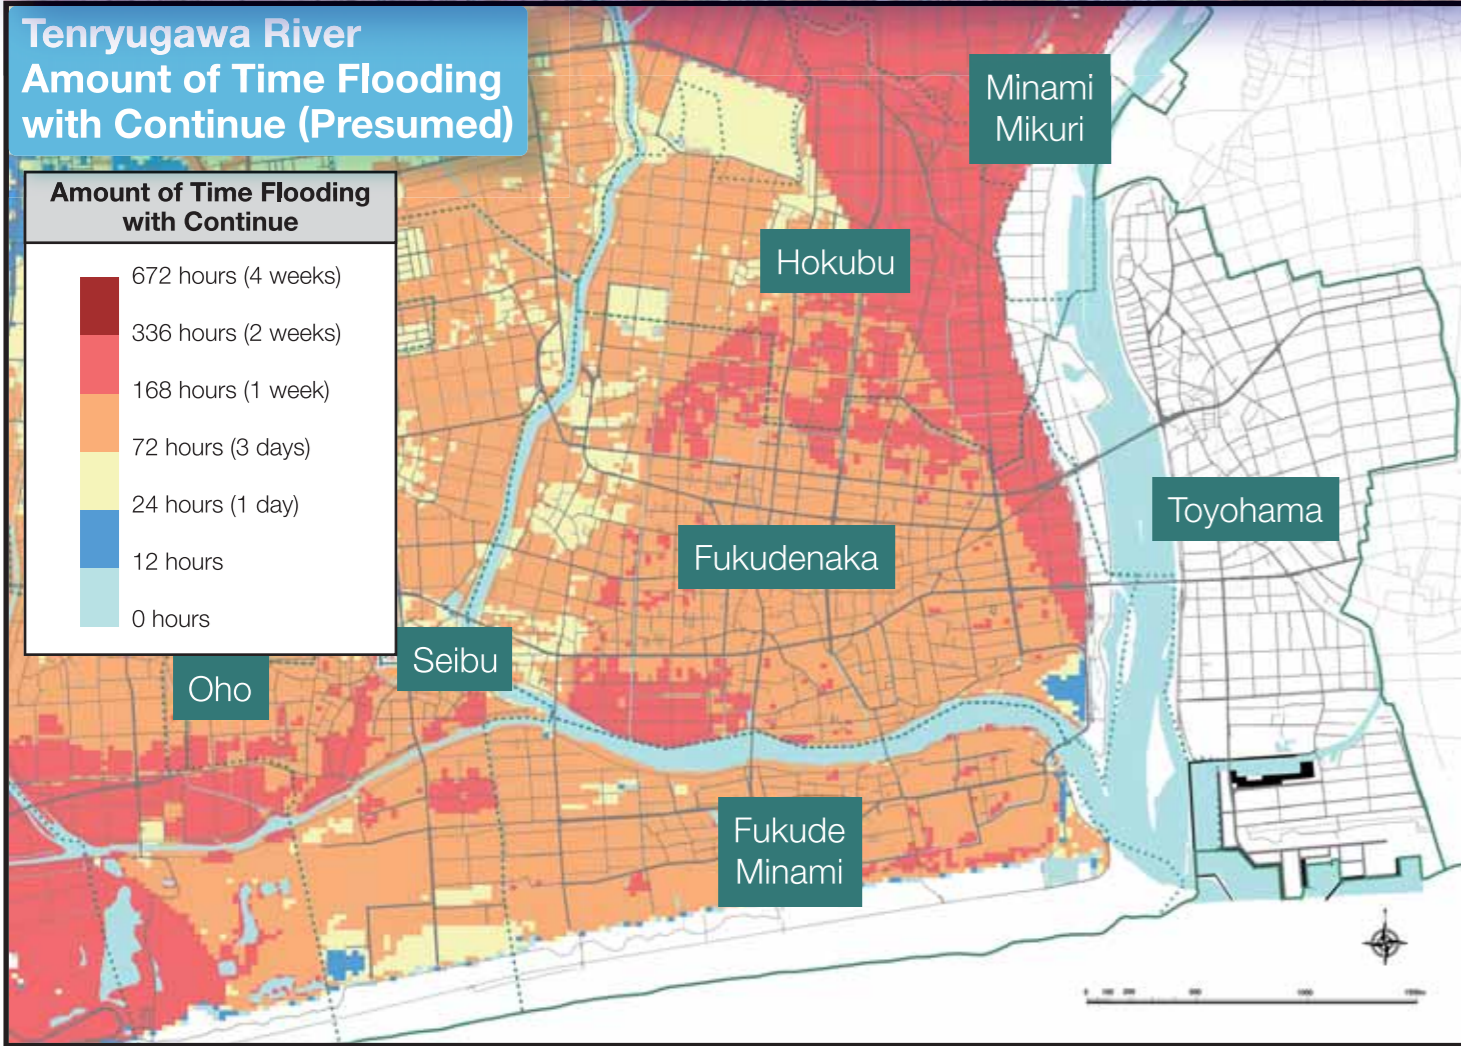 Tenryugawa River
Amount of Time Flooding
with Continue (Presumed)
Amount of Time Flooding
with Continue
672 hours (4 weeks)
336 hours (2 weeks)
168 hours (1 week)
72 hours (3 days)
24 hours (1 day)
12 hours
0 hours
Minami
Mikuri
Hokubu
Toyohama
Fukudenaka
Seibu
Oho
Fukude
Minami